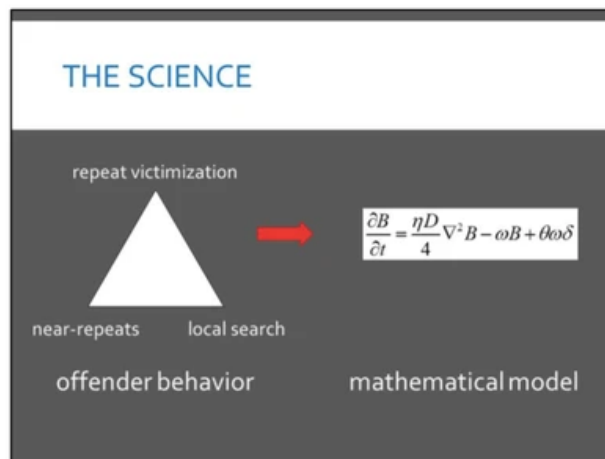 THE SCIENCE
repeat victimization
∂B/∂t = ηD/4 ∇²B − ωB + θωδ
near-repeats local search
offender behavior mathematical model